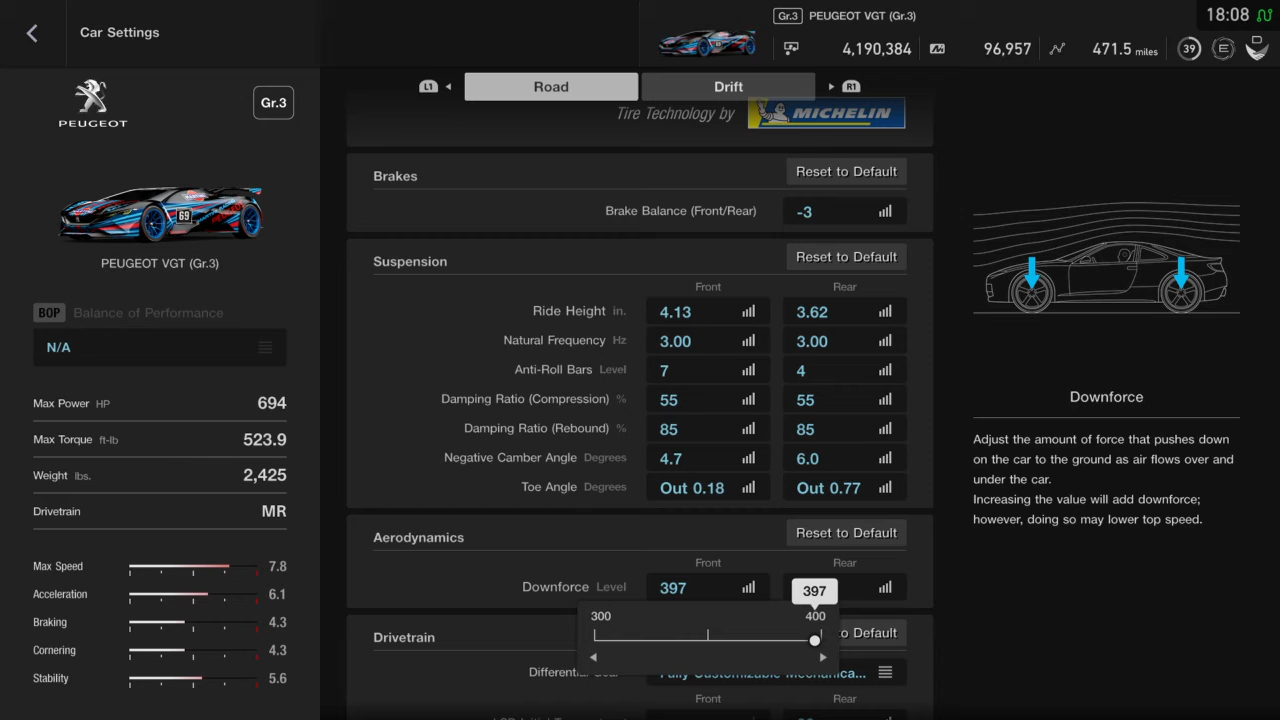 Car Settings
Gr.3 PEUGEOT VGT (Gr.3)
18:08
4,190,384 96,957 471.5 miles 39 E
L1 Road Drift R1
PEUGEOT
Gr.3
Tire Technology by MICHELIN
Brakes Reset to Default
Brake Balance (Front/Rear) -3
Suspension Reset to Default
Front Rear
Ride Height in. 4.13 3.62
Natural Frequency Hz 3.00 3.00
Anti-Roll Bars Level 7 4
Damping Ratio (Compression) % 55 55
Damping Ratio (Rebound) % 85 85
Negative Camber Angle Degrees 4.7 6.0
Toe Angle Degrees Out 0.18 Out 0.77
Aerodynamics Reset to Default
Front Rear
Downforce Level 397
397
300 400
Drivetrain to Default
Differential Gear Fully Customizable Mechanica...
Front Rear
69
PEUGEOT VGT (Gr.3)
BOP Balance of Performance
N/A
Max Power HP 694
Max Torque ft-lb 523.9
Weight lbs. 2,425
Drivetrain MR
Max Speed 7.8
Acceleration 6.1
Braking 4.3
Cornering 4.3
Stability 5.6
Downforce
Adjust the amount of force that pushes down
on the car to the ground as air flows over and
under the car.
Increasing the value will add downforce;
however, doing so may lower top speed.